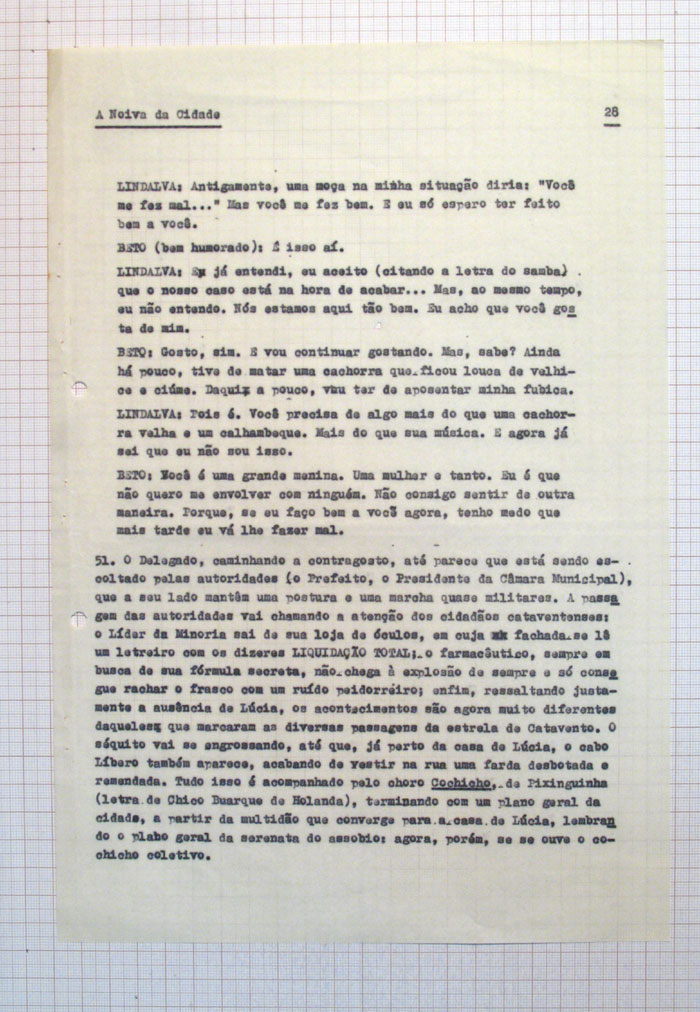 A Noiva da Cidade
28
LINDALVA: Antigamente, uma moça na minha situação diria: "Você
me fez mal..." Mas você me fez bem. E eu só espero ter feito
bem a você.
BETO (bem humorado): É isso aí.
LINDALVA: Eu já entendi, eu aceito (citando a letra do samba)
que o nosso caso está na hora de acabar... Mas, ao mesmo tempo,
eu não entendo. Nós estamos aqui tão bem. Eu acho que você gos
ta de mim.
BETO: Gosto, sim. E vou continuar gostando. Mas, sabe? Ainda
há pouco, tive de matar uma cachorra que ficou louca de velhi-
ce e ciúme. Daqui a pouco, vou ter de aposentar minha fubica.
LINDALVA: Pois é. Você precisa de algo mais do que uma cachor-
ra velha e um calhambeque. Mais do que sua música. E agora já
sei que eu não sou isso.
BETO: Você é uma grande menina. Uma mulher e tanto. Eu é que
não quero me envolver com ninguém. Não consigo sentir de outra
maneira. Porque, se eu faço bem a você agora, tenho medo que
mais tarde eu vá lhe fazer mal.
51. O Delegado, caminhando a contragosto, até parece que está sendo es-
coltado pelas autoridades (o Prefeito, o Presidente da Câmara Municipal),
que a seu lado mantêm uma postura e uma marcha quase militares. A passa
gem das autoridades vai chamando a atenção dos cidadãos cataventenses:
o Líder da Minoria sai de sua loja de óculos, em cuja fachada se lê
um letreiro com os dizeres LIQUIDAÇÃO TOTAL; o farmacêutico, sempre em
busca de sua fórmula secreta, não chega à explosão de sempre e só conse
gue rachar o frasco com um ruído peidorreiro; enfim, ressaltando justa-
mente a ausência de Lúcia, os acontecimentos são agora muito diferentes
daqueles que marcaram as diversas passagens da estrela de Catavento. O
séquito vai se engrossando, até que, já perto da casa de Lúcia, o cabo
Líbero também aparece, acabando de vestir na rua uma farda desbotada e
remendada. Tudo isso é acompanhado pelo choro Cochicho, de Pixinguinha
(letra de Chico Buarque de Holanda), terminando com um plano geral da
cidade, a partir da multidão que converge para a casa de Lúcia, lembran
do o plabo geral da serenata do assobio: agora, porém, se se ouve o co-
chicho coletivo.